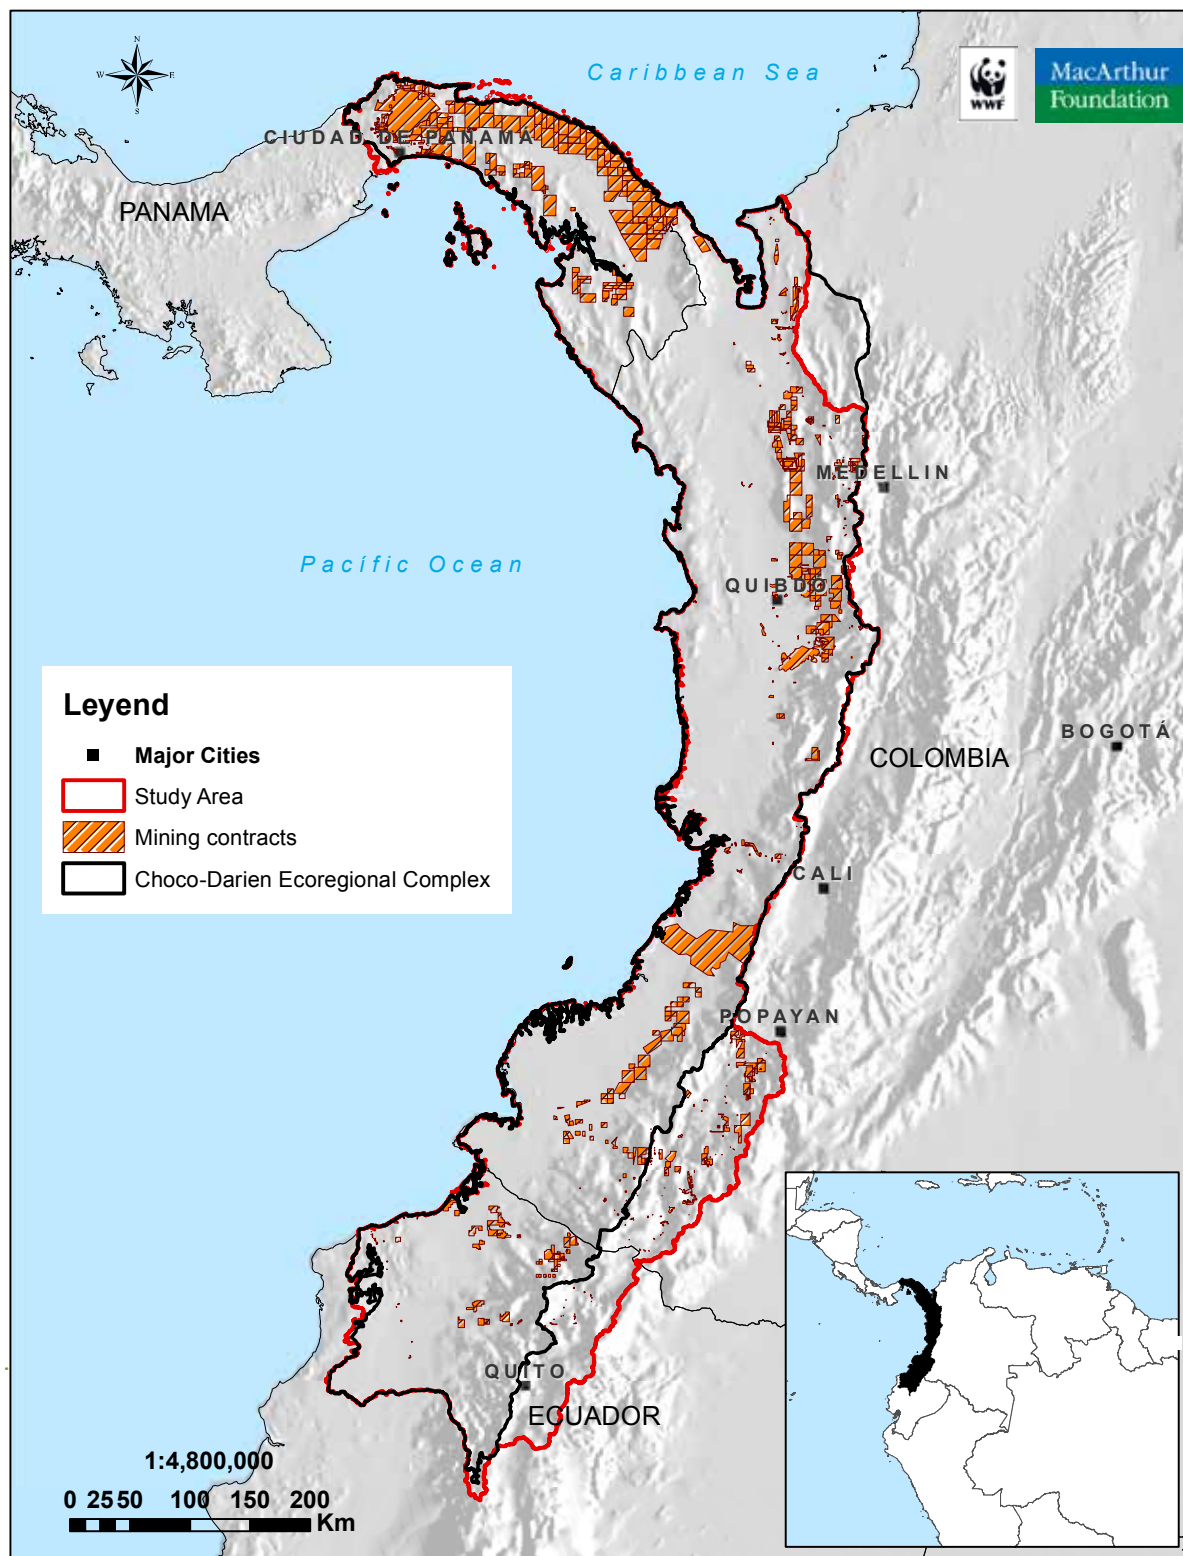 Caribbean Sea
WWF
MacArthur
Foundation
N
W
E
S
CIUDAD DE PANAMÁ
PANAMA
MEDELLIN
Pacífic Ocean
QUIBDO
Leyend
Major Cities
Study Area
Mining contracts
Choco-Darien Ecoregional Complex
BOGOTÁ
COLOMBIA
CALI
POPAYAN
QUITO
ECUADOR
1:4,800,000
0 25 50 100 150 200
Km